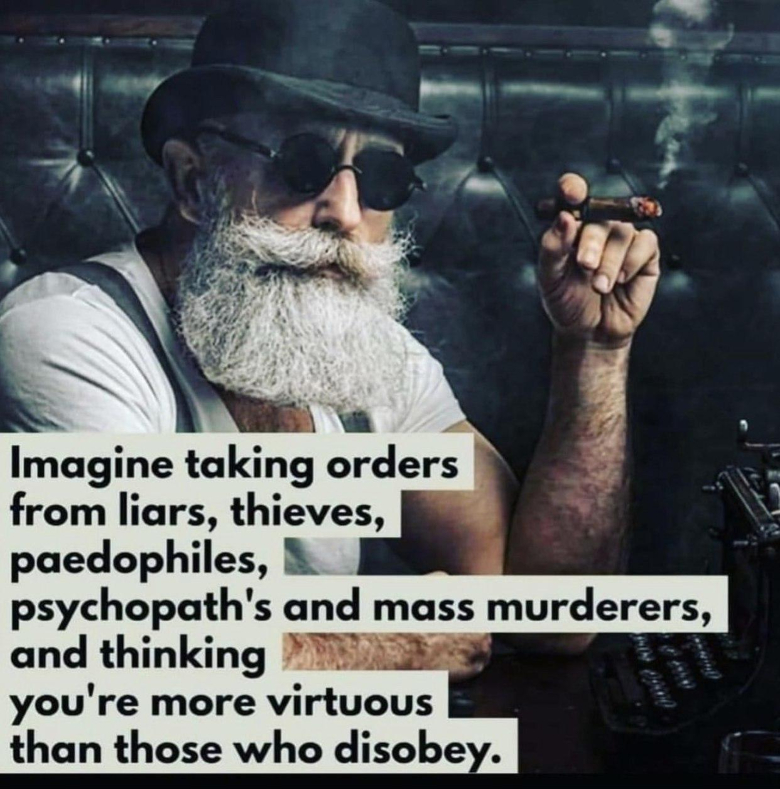 Imagine taking orders
from liars, thieves,
paedophiles,
psychopath's and mass murderers,
and thinking
you're more virtuous
than those who disobey.